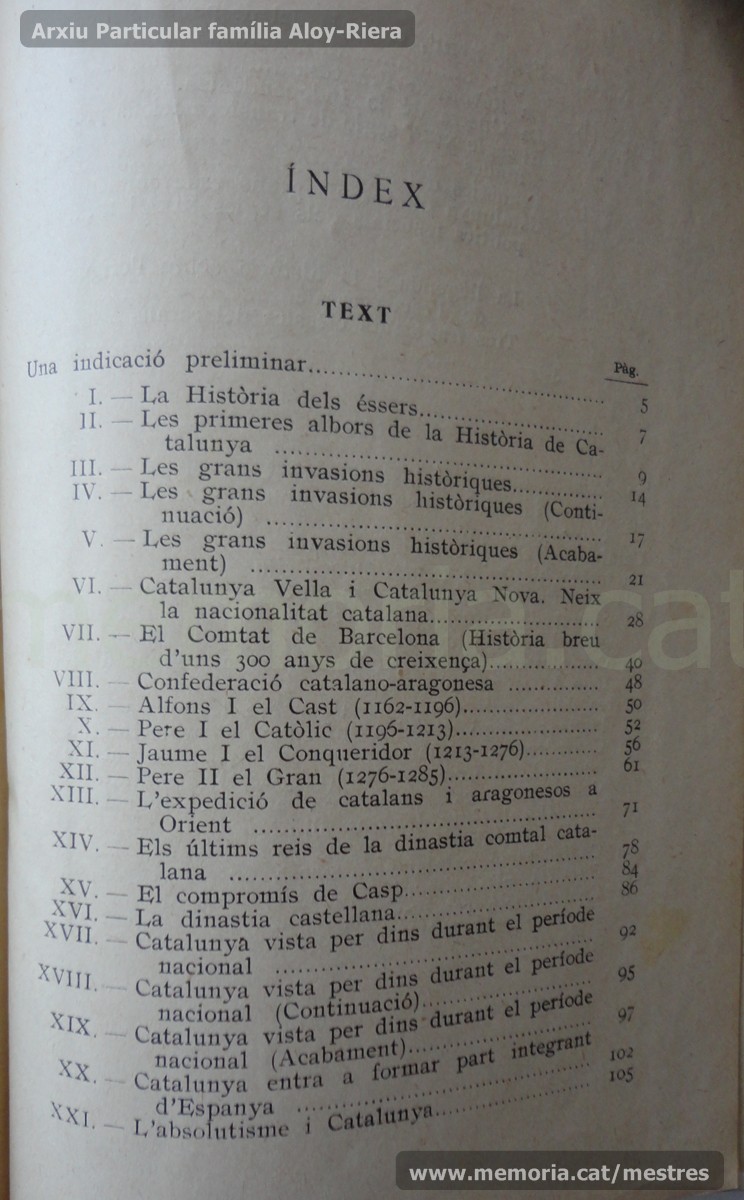 Arxiu Particular família Aloy-Riera
ÍNDEX
TEXT
Pàg.
Una indicació preliminar.......... 5
I. — La Història dels éssers.......... 7
II. — Les primeres albors de la Història de Ca-
talunya .......... 9
III. — Les grans invasions històriques.......... 14
IV. — Les grans invasions històriques (Conti-
nuació) .......... 17
V. — Les grans invasions històriques (Acaba-
ment) .......... 21
VI. — Catalunya Vella i Catalunya Nova. Neix
la nacionalitat catalana.......... 28
VII. — El Comtat de Barcelona (Història breu
d'uns 300 anys de creixença).......... 40
VIII. — Confederació catalano-aragonesa .......... 48
IX. — Alfons I el Cast (1162-1196).......... 50
X. — Pere I el Catòlic (1196-1213).......... 52
XI. — Jaume I el Conqueridor (1213-1276).......... 56
XII. — Pere II el Gran (1276-1285).......... 61
XIII. — L'expedició de catalans i aragonesos a
Orient .......... 71
XIV. — Els últims reis de la dinastia comtal cata-
lana .......... 78
XV. — El compromís de Casp.......... 84
XVI. — La dinastia castellana.......... 86
XVII. — Catalunya vista per dins durant el període
nacional .......... 92
XVIII. — Catalunya vista per dins durant el període
nacional (Continuació).......... 95
XIX. — Catalunya vista per dins durant el període
nacional (Acabament).......... 97
XX. — Catalunya entra a formar part integrant
d'Espanya .......... 102
XXI. — L'absolutisme i Catalunya.......... 105
www.memoria.cat/mestres